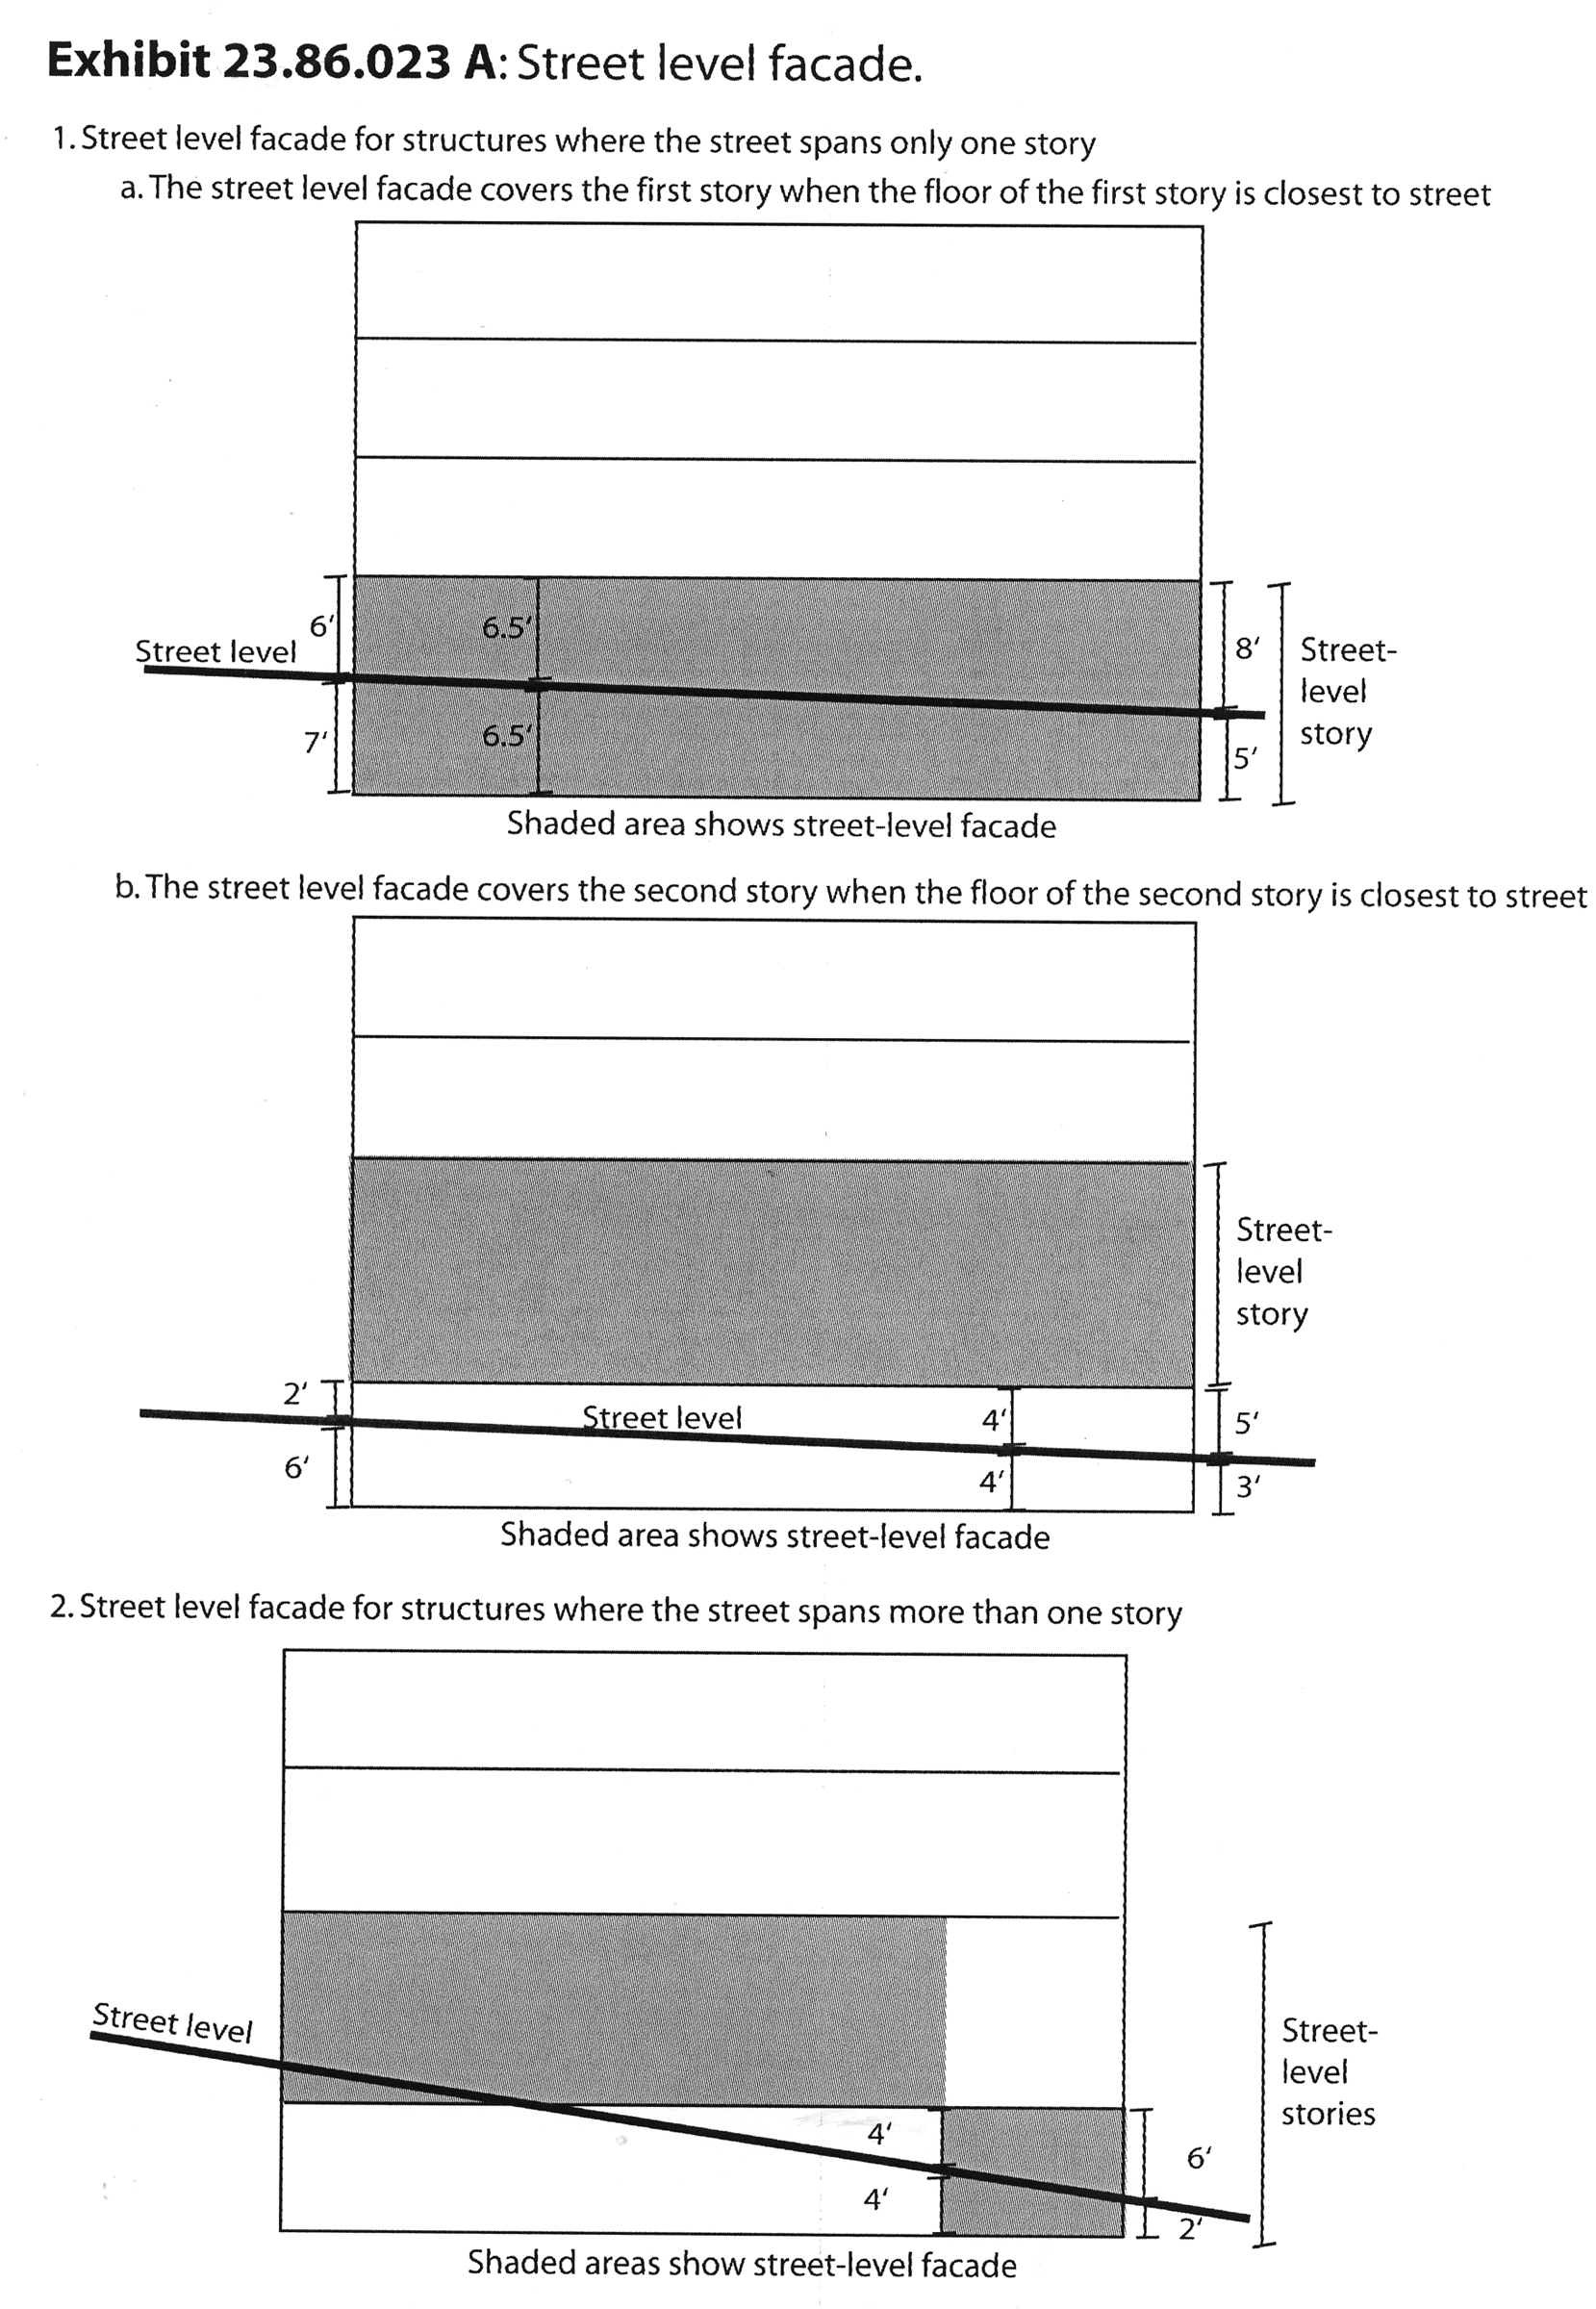 Exhibit 23.86.023 A: Street level facade.
1. Street level facade for structures where the street spans only one story
a. The street level facade covers the first story when the floor of the first story is closest to street
6'
6.5'
Street level
8'
Street-
level
story
7'
6.5'
5'
Shaded area shows street-level facade
b. The street level facade covers the second story when the floor of the second story is closest to street
Street-
level
story
2'
Street level
4'
5'
6'
4'
3'
Shaded area shows street-level facade
2. Street level facade for structures where the street spans more than one story
Street level
Street-
level
stories
4'
6'
4'
2'
Shaded areas show street-level facade